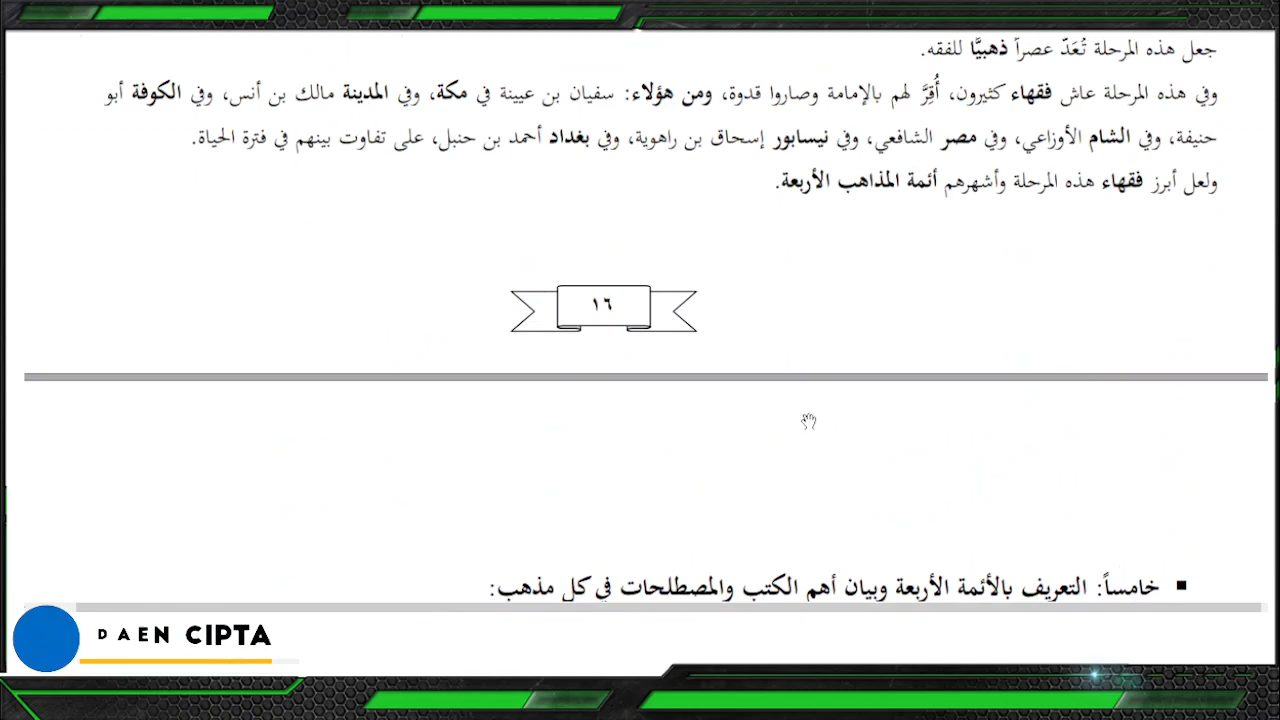 جعل هذه المرحلة تُعَدّ عصراً ذهبيًّا للفقه.
وفي هذه المرحلة عاش فقهاء كثيرون، أُقِرَّ لهم بالإمامة وصاروا قدوة، ومن هؤلاء: سفيان بن عيينة في مكة، وفي المدينة مالك بن أنس، وفي الكوفة أبو
حنيفة، وفي الشام الأوزاعي، وفي مصر الشافعي، وفي نيسابور إسحاق بن راهوية، وفي بغداد أحمد بن حنبل، على تفاوت بينهم في فترة الحياة.
ولعل أبرز فقهاء هذه المرحلة وأشهرهم أئمة المذاهب الأربعة.
١٦
■ خامساً: التعريف بالأئمة الأربعة وبيان أهم الكتب والمصطلحات في كل مذهب:
DAEN CIPTA